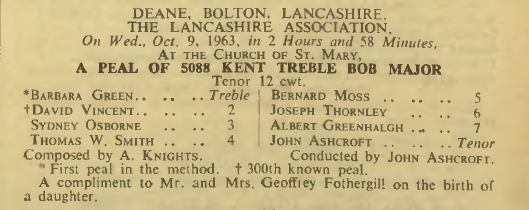 DEANE, BOLTON, LANCASHIRE.
THE LANCASHIRE ASSOCIATION.
On Wed., Oct. 9, 1963, in 2 Hours and 58 Minutes,
AT THE CHURCH OF ST. MARY,
A PEAL OF 5088 KENT TREBLE BOB MAJOR
Tenor 12 cwt.
*BARBARA GREEN.. .. .. Treble | BERNARD MOSS .. .. .. 5
†DAVID VINCENT.. .. .. 2 | JOSEPH THORNLEY .. .. 6
SYDNEY OSBORNE .. .. 3 | ALBERT GREENHALGH .. .. 7
THOMAS W. SMITH .. .. 4 | JOHN ASHCROFT .. .. .. Tenor
Composed by A. KNIGHTS. Conducted by JOHN ASHCROFT.
* First peal in the method. † 300th known peal.
A compliment to Mr. and Mrs. Geoffrey Fothergill on the birth of
a daughter.